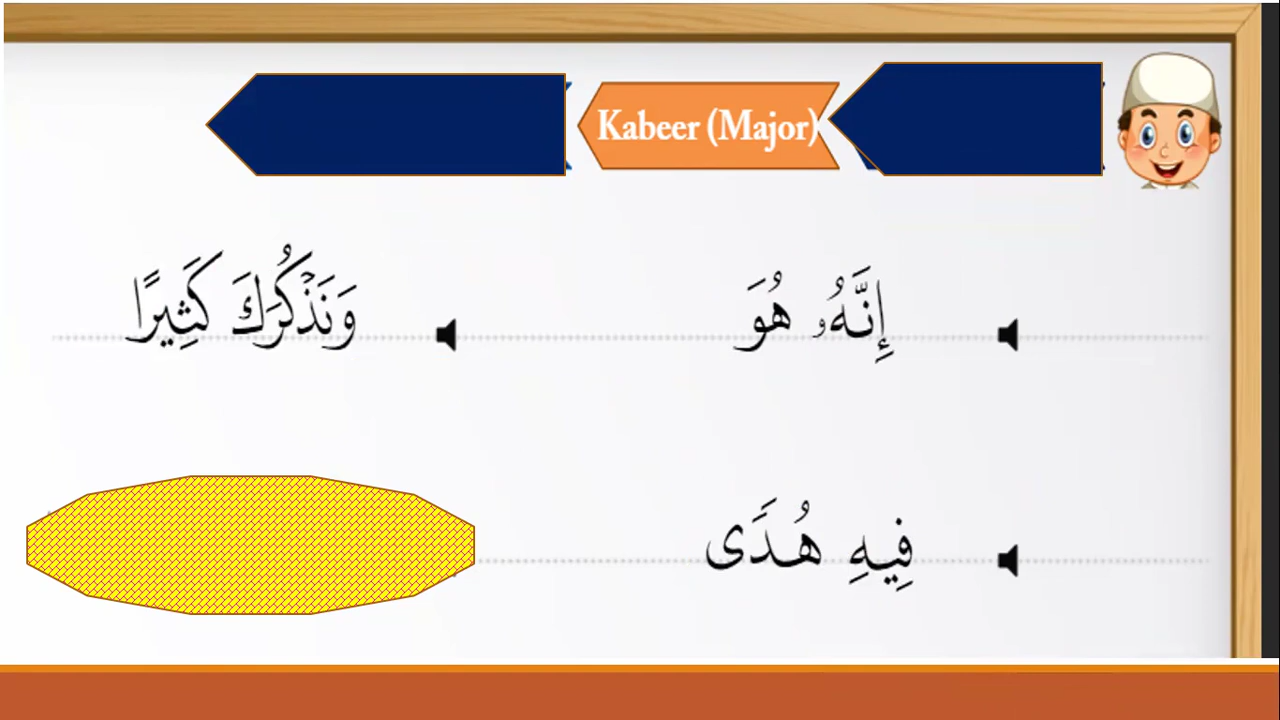 Kabeer (Major)
إِنَّهُۥ هُوَ
وَنَذْكُرَكَ كَثِيرًا
فِيهِ هُدًى